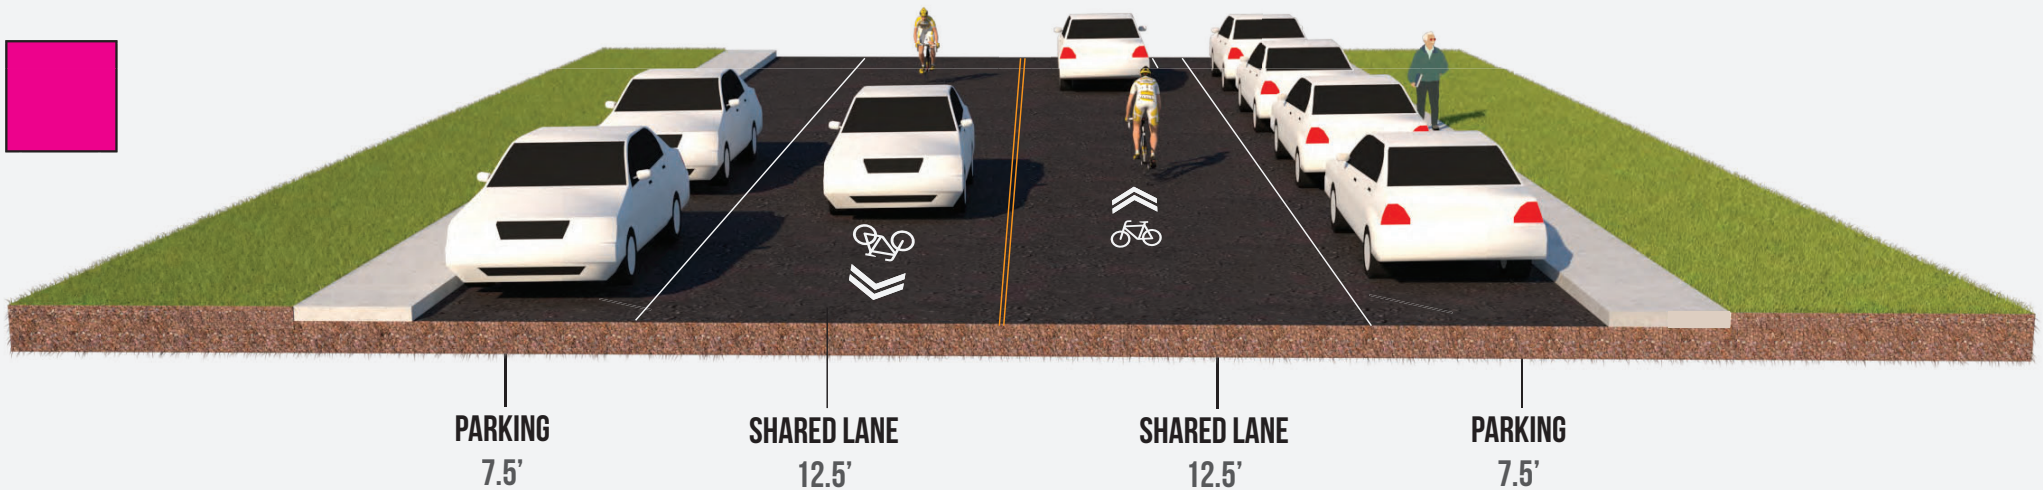 PARKING
7.5’
SHARED LANE
12.5’
SHARED LANE
12.5’
PARKING
7.5’